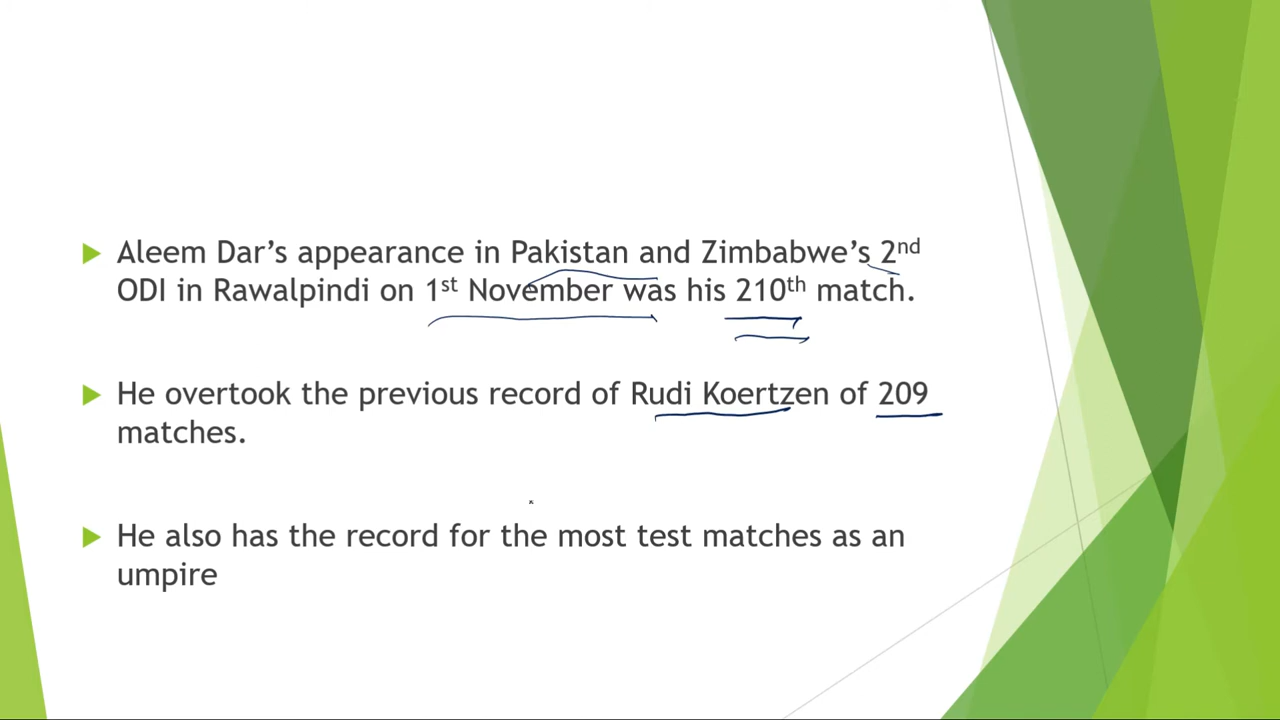 Aleem Dar’s appearance in Pakistan and Zimbabwe’s 2nd
ODI in Rawalpindi on 1st November was his 210th match.
He overtook the previous record of Rudi Koertzen of 209
matches.
He also has the record for the most test matches as an
umpire